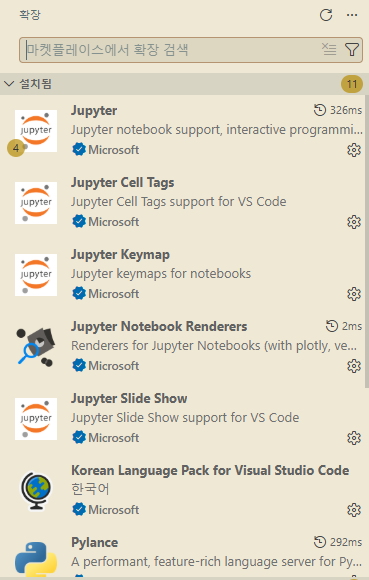 확장
마켓플레이스에서 확장 검색
설치됨 11
Jupyter 326ms
Jupyter notebook support, interactive programmi...
Microsoft
jupyter
4
Jupyter Cell Tags
Jupyter Cell Tags support for VS Code
Microsoft
jupyter
Jupyter Keymap
Jupyter keymaps for notebooks
Microsoft
jupyter
Jupyter Notebook Renderers 2ms
Renderers for Jupyter Notebooks (with plotly, ve...
Microsoft
Jupyter Slide Show
Jupyter Slide Show support for VS Code
Microsoft
jupyter
Korean Language Pack for Visual Studio Code
한국어
Microsoft
Pylance 292ms
A performant, feature-rich language server for Py...